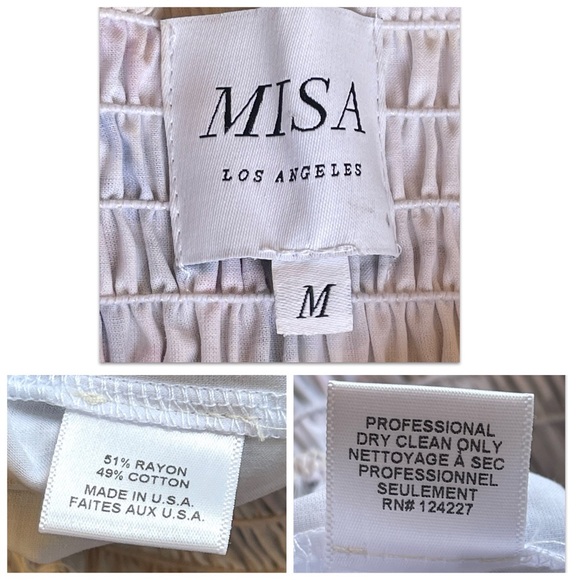 MISA
LOS ANGELES
M
51% RAYON
49% COTTON
MADE IN U.S.A.
FAITES AUX U.S.A.
PROFESSIONAL
DRY CLEAN ONLY
NETTOYAGE À SEC
PROFESSIONNEL
SEULEMENT
RN# 124227